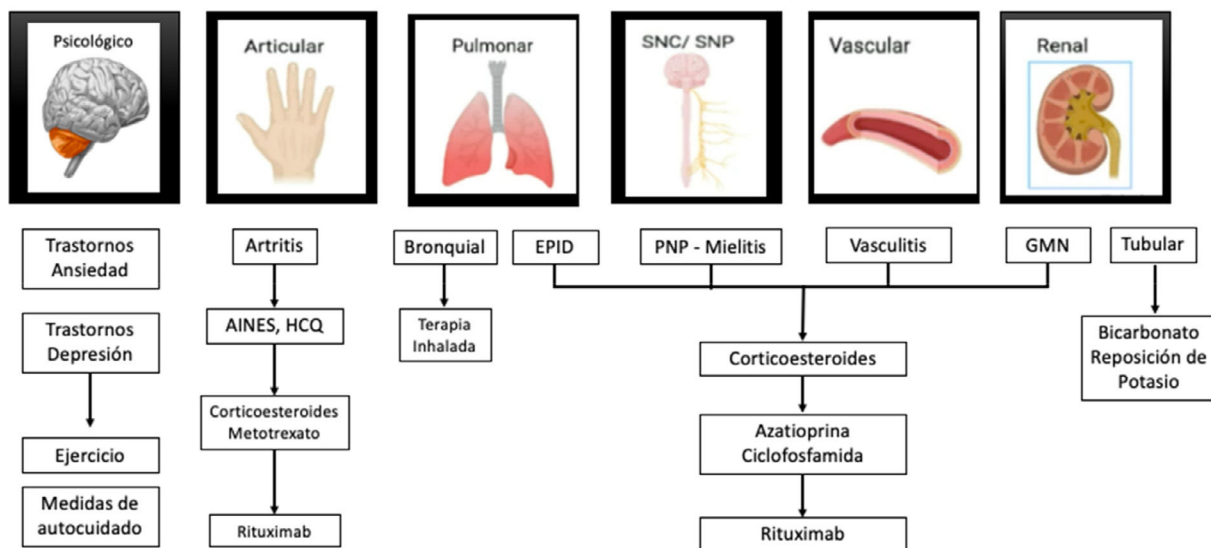 Psicológico
Articular
Pulmonar
SNC/ SNP
Vascular
Renal
Trastornos
Ansiedad
Artritis
Bronquial
EPID
PNP - Mielitis
Vasculitis
GMN
Tubular
Trastornos
Depresión
AINES, HCQ
Terapia
Inhalada
Corticoesteroides
Bicarbonato
Reposición de
Potasio
Corticoesteroides
Metotrexato
Azatioprina
Ciclofosfamida
Ejercicio
Medidas de
autocuidado
Rituximab
Rituximab